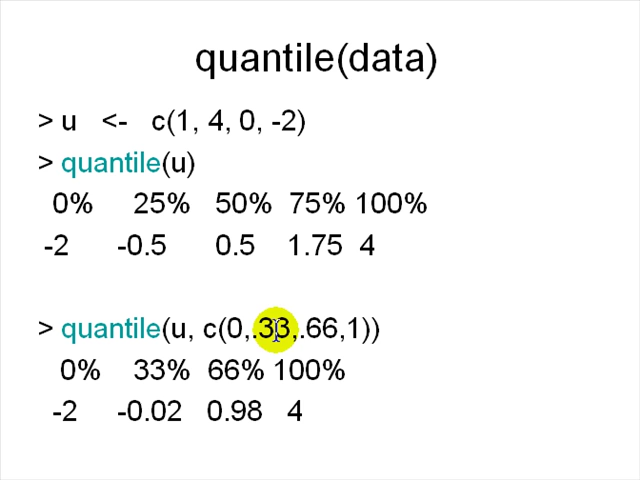 quantile(data)
> u <- c(1, 4, 0, -2)
> quantile(u)
0% 25% 50% 75% 100%
-2 -0.5 0.5 1.75 4
> quantile(u, c(0,.33,.66,1))
0% 33% 66% 100%
-2 -0.02 0.98 4